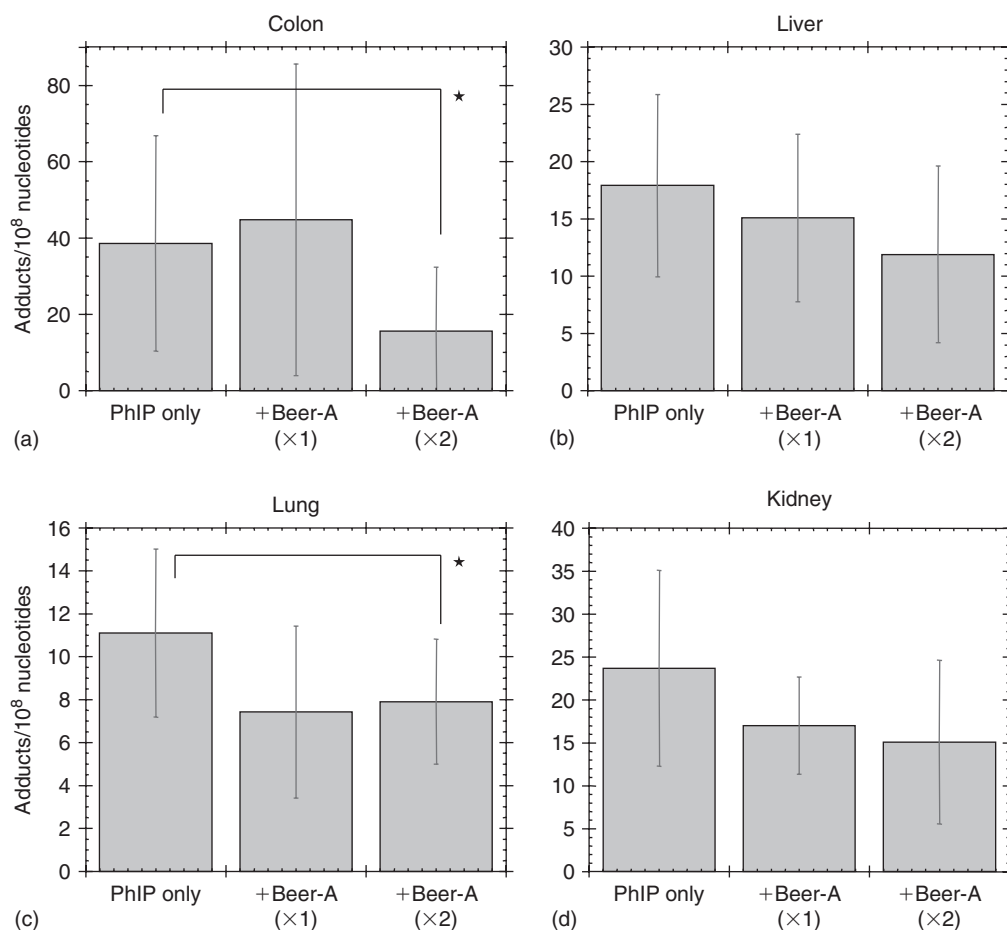 Colon
Adducts/10⁸ nucleotides
80
60
40
20
0
PhIP only
+Beer-A
(×1)
+Beer-A
(×2)
★
(a)
Liver
30
25
20
15
10
5
0
PhIP only
+Beer-A
(×1)
+Beer-A
(×2)
(b)
Lung
Adducts/10⁸ nucleotides
16
14
12
10
8
6
4
2
0
PhIP only
+Beer-A
(×1)
+Beer-A
(×2)
★
(c)
Kidney
40
35
30
25
20
15
10
5
0
PhIP only
+Beer-A
(×1)
+Beer-A
(×2)
(d)